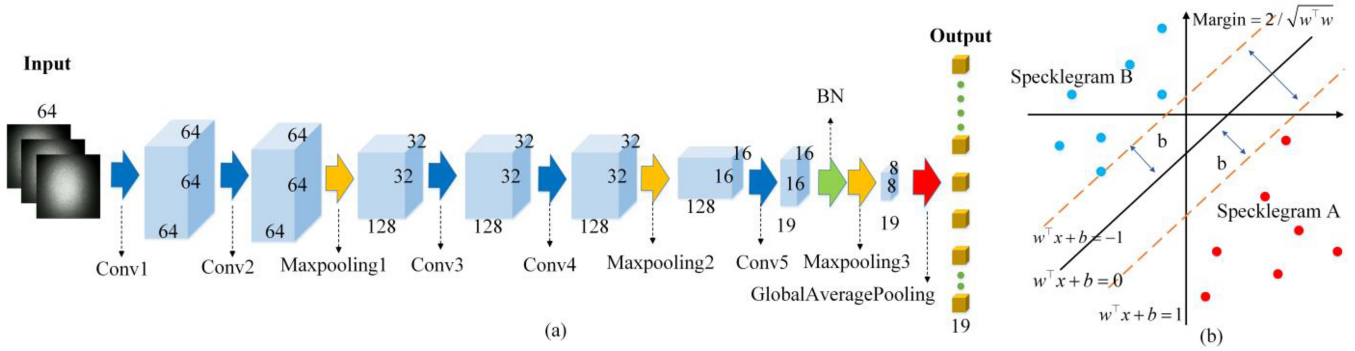 Input
64
64
64
64
Conv1
64
64
64
Conv2
Maxpooling1
32
32
128
Conv3
32
32
128
Conv4
32
32
128
Maxpooling2
16
16
128
Conv5
16
16
19
BN
Maxpooling3
8
8
19
GlobalAveragePooling
Output
19
(a)
Margin = 2 / √w⊤w
Specklegram B
b
b
Specklegram A
w⊤x + b = −1
w⊤x + b = 0
w⊤x + b = 1
(b)